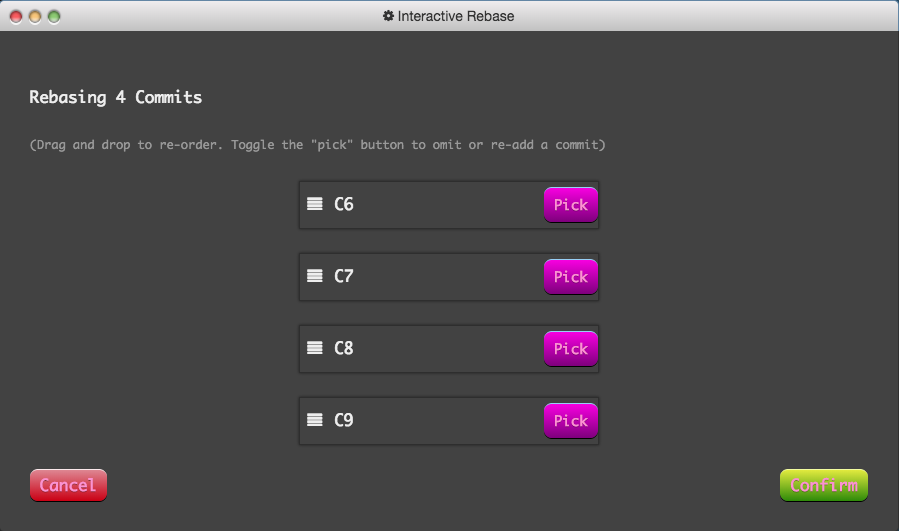 Interactive Rebase
Rebasing 4 Commits
(Drag and drop to re-order. Toggle the "pick" button to omit or re-add a commit)
C6 Pick
C7 Pick
C8 Pick
C9 Pick
Cancel Confirm